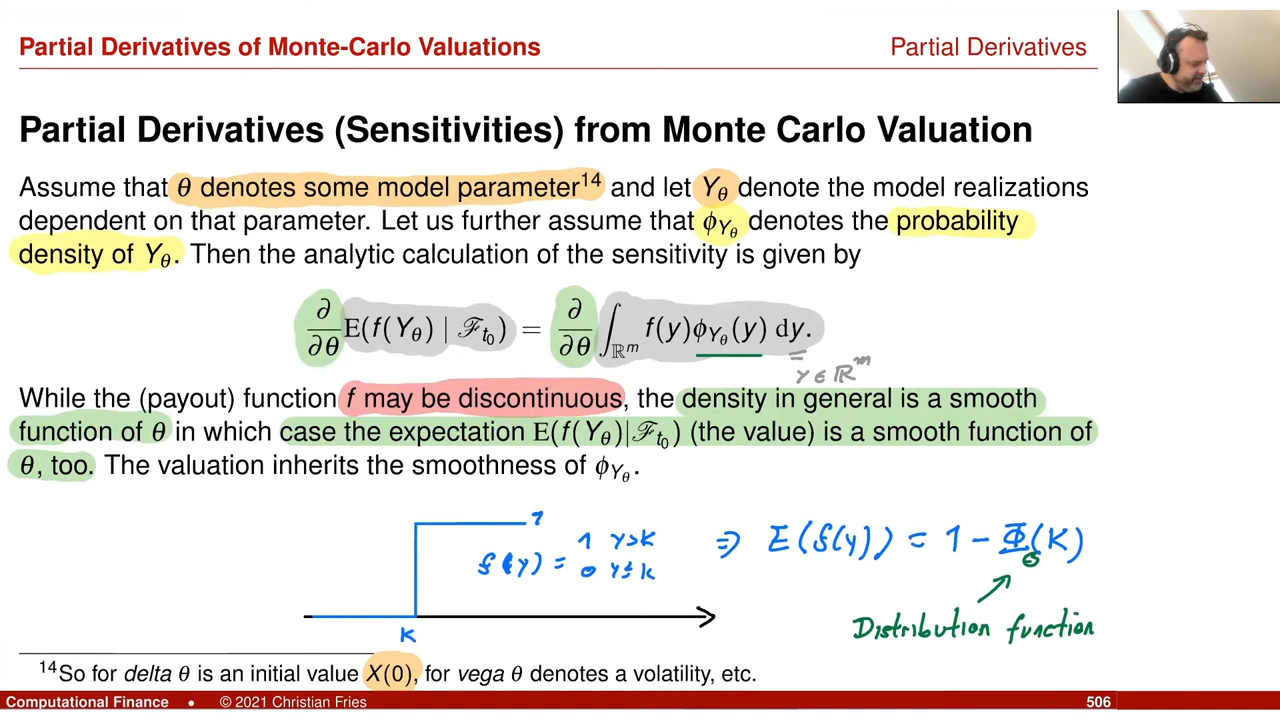 Partial Derivatives of Monte-Carlo Valuations
Partial Derivatives
Partial Derivatives (Sensitivities) from Monte Carlo Valuation
Assume that θ denotes some model parameter¹⁴ and let Y_θ denote the model realizations
dependent on that parameter. Let us further assume that ϕ_{Y_θ} denotes the probability
density of Y_θ. Then the analytic calculation of the sensitivity is given by
∂/∂θ E(f(Y_θ) | ℱ_{t_0}) = ∂/∂θ ∫_{ℝ^m} f(y)ϕ_{Y_θ}(y) dy.
y ∈ ℝ^m
While the (payout) function f may be discontinuous, the density in general is a smooth
function of θ in which case the expectation E(f(Y_θ)|ℱ_{t_0}) (the value) is a smooth function of
θ, too. The valuation inherits the smoothness of ϕ_{Y_θ}.
1
f(y) = 1 y>K
0 y≤K
⇒ E(f(y)) = 1 − Φ_θ(K)
K
Distribution function
¹⁴So for delta θ is an initial value X(0), for vega θ denotes a volatility, etc.
Computational Finance • © 2021 Christian Fries
506